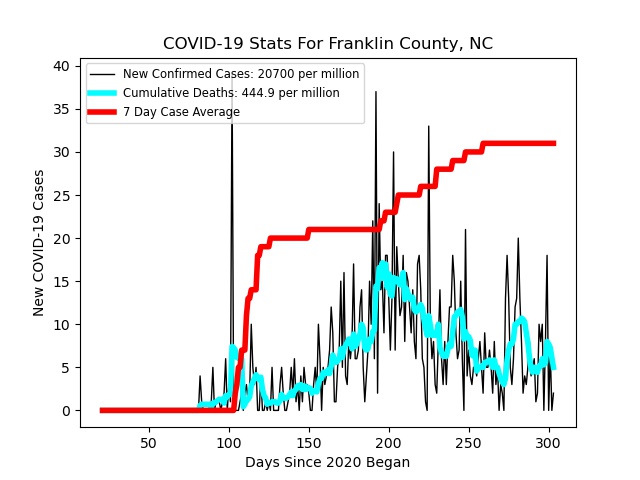 COVID-19 Stats For Franklin County, NC
New Confirmed Cases: 20700 per million
Cumulative Deaths: 444.9 per million
7 Day Case Average
New COVID-19 Cases
40
35
30
25
20
15
10
5
0
50 100 150 200 250 300
Days Since 2020 Began